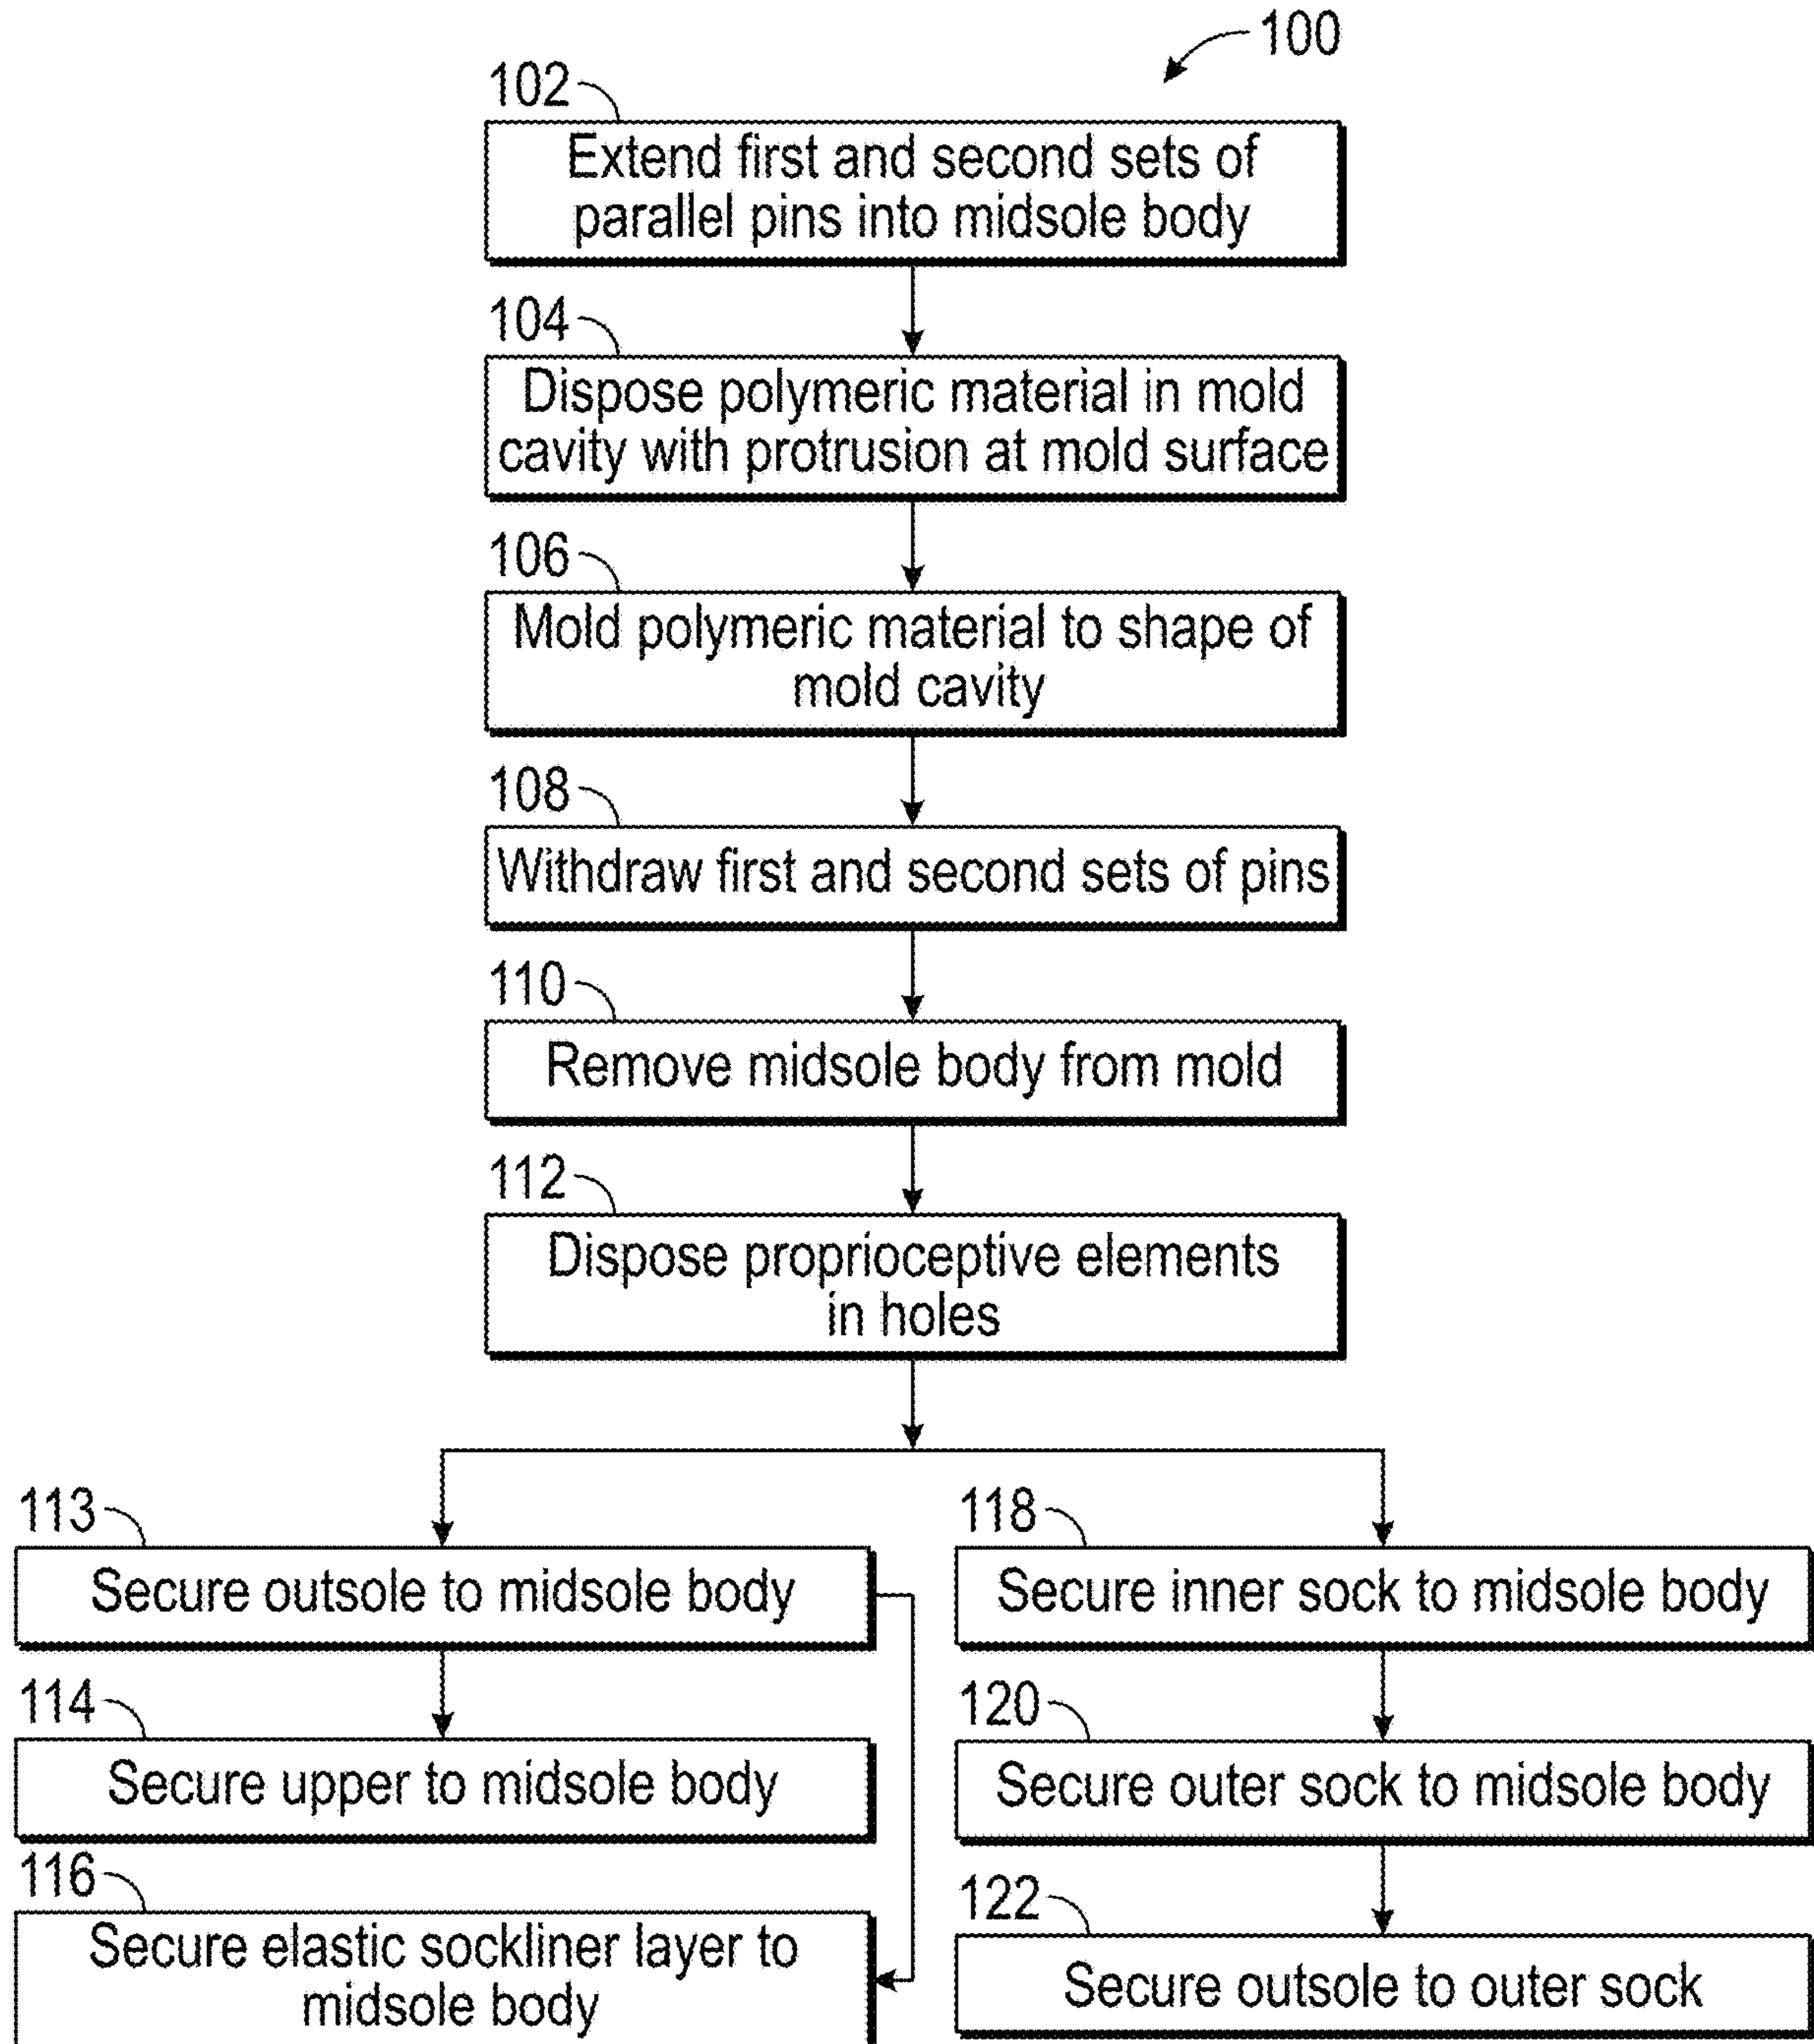 100
102
Extend first and second sets of
parallel pins into midsole body
104
Dispose polymeric material in mold
cavity with protrusion at mold surface
106
Mold polymeric material to shape of
mold cavity
108
Withdraw first and second sets of pins
110
Remove midsole body from mold
112
Dispose proprioceptive elements
in holes
113
Secure outsole to midsole body
114
Secure upper to midsole body
116
Secure elastic sockliner layer to
midsole body
118
Secure inner sock to midsole body
120
Secure outer sock to midsole body
122
Secure outsole to outer sock